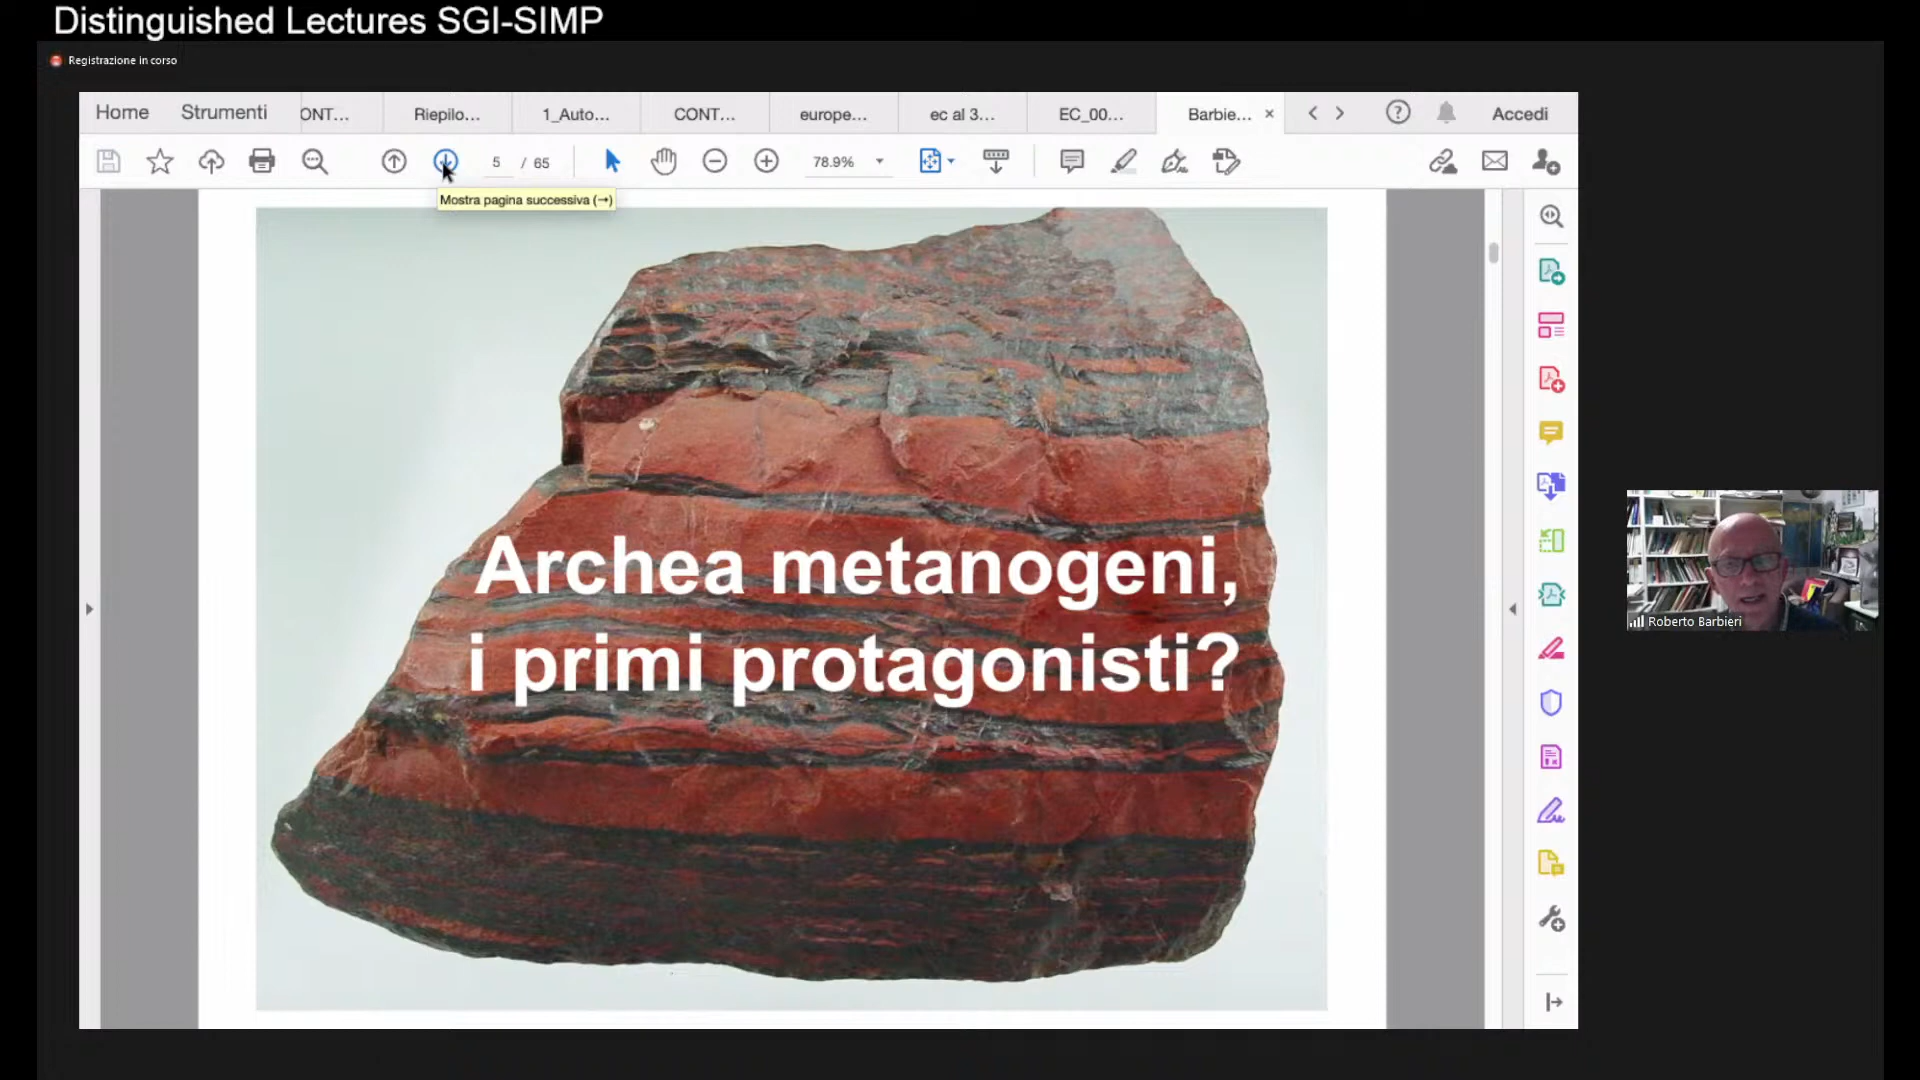 Distinguished Lectures SGI-SIMP
Registrazione in corso
Home Strumenti ONT... Riepilo... 1_Auto... CONT... europe... ec al 3... EC_00... Barbie... × Accedi
5 / 65 78.9%
Mostra pagina successiva (→)
Archea metanogeni,
i primi protagonisti?
Roberto Barbieri